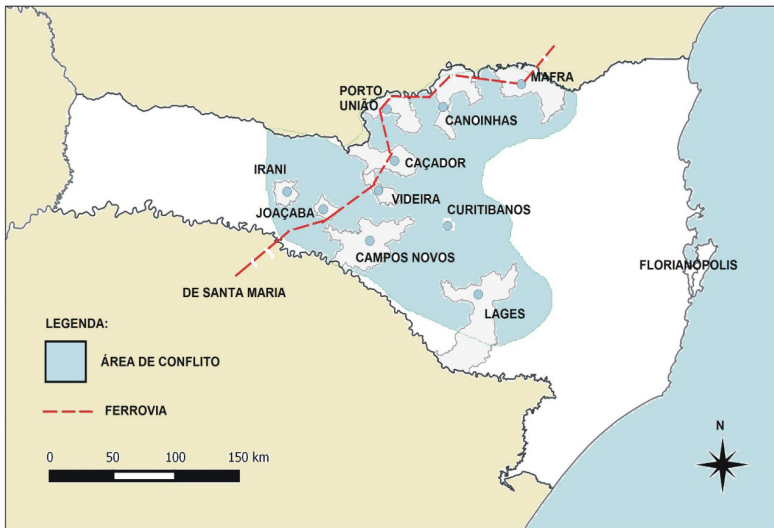 MAFRA
PORTO
UNIÃO
CANOINHAS
CAÇADOR
IRANI
VIDEIRA
JOAÇABA
CURITIBANOS
CAMPOS NOVOS
FLORIANÓPOLIS
DE SANTA MARIA
LAGES
LEGENDA:
ÁREA DE CONFLITO
FERROVIA
0 50 100 150 km
N